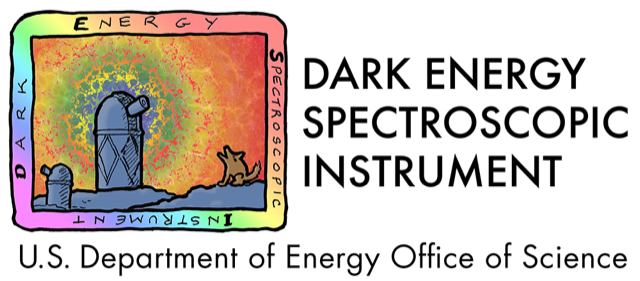 DARK ENERGY SPECTROSCOPIC INSTRUMENT
DARK ENERGY
SPECTROSCOPIC
INSTRUMENT
U.S. Department of Energy Office of Science